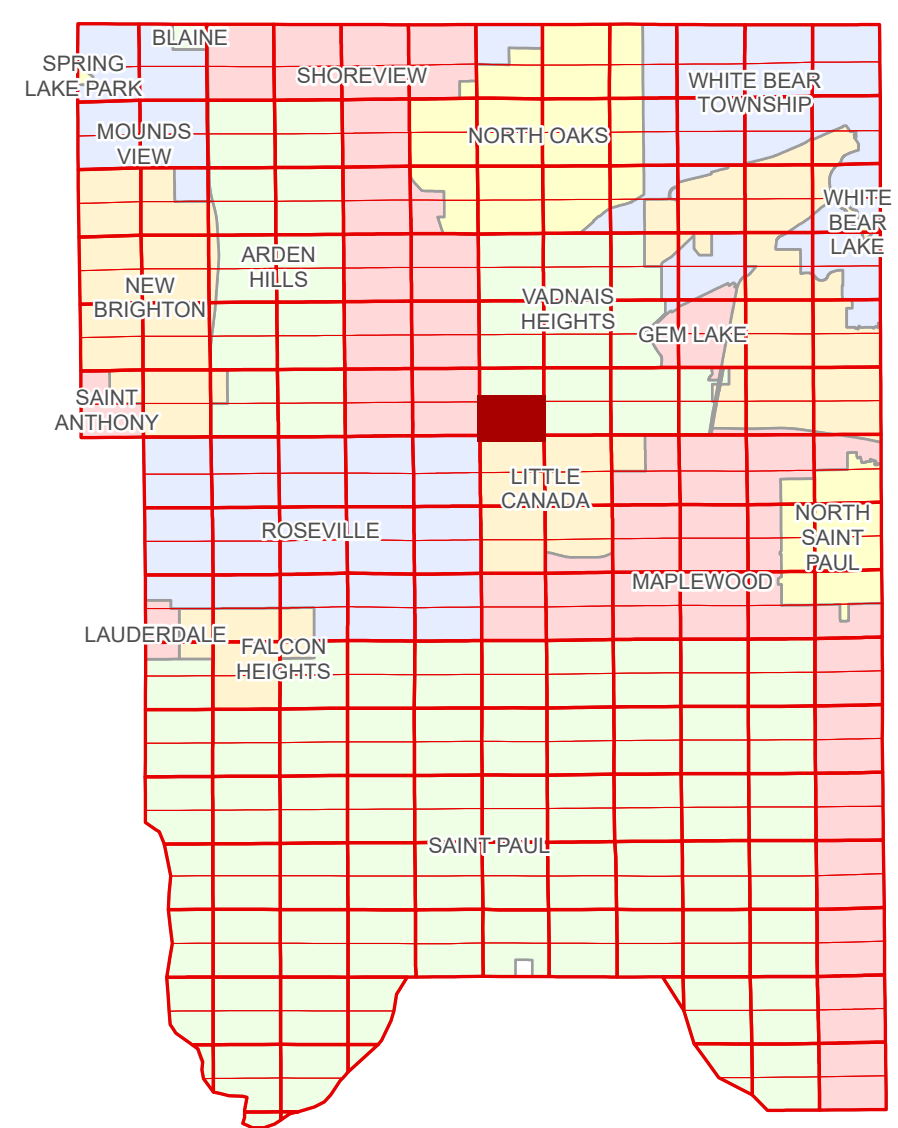 BLAINE
SPRING
LAKE PARK
SHOREVIEW
WHITE BEAR
TOWNSHIP
MOUNDS
VIEW
NORTH OAKS
WHITE
BEAR
LAKE
ARDEN
HILLS
NEW
BRIGHTON
VADNAIS
HEIGHTS
GEM LAKE
SAINT
ANTHONY
LITTLE
CANADA
NORTH
SAINT
PAUL
ROSEVILLE
MAPLEWOOD
LAUDERDALE
FALCON
HEIGHTS
SAINT PAUL